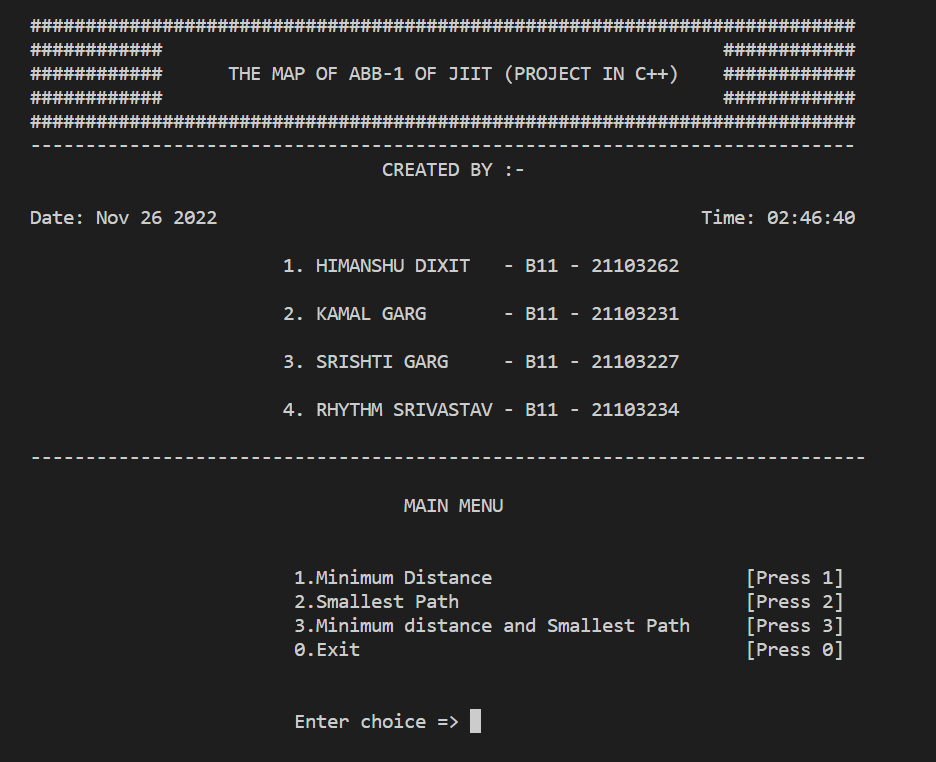 ###########################################################################
############                                                   ############
############      THE MAP OF ABB-1 OF JIIT (PROJECT IN C++)    ############
############                                                   ############
###########################################################################
---------------------------------------------------------------------------
CREATED BY :-
Date: Nov 26 2022                                            Time: 02:46:40
1. HIMANSHU DIXIT   - B11 - 21103262
2. KAMAL GARG       - B11 - 21103231
3. SRISHTI GARG     - B11 - 21103227
4. RHYTHM SRIVASTAV - B11 - 21103234
----------------------------------------------------------------------------
MAIN MENU
1.Minimum Distance                       [Press 1]
2.Smallest Path                          [Press 2]
3.Minimum distance and Smallest Path     [Press 3]
0.Exit                                   [Press 0]
Enter choice =>